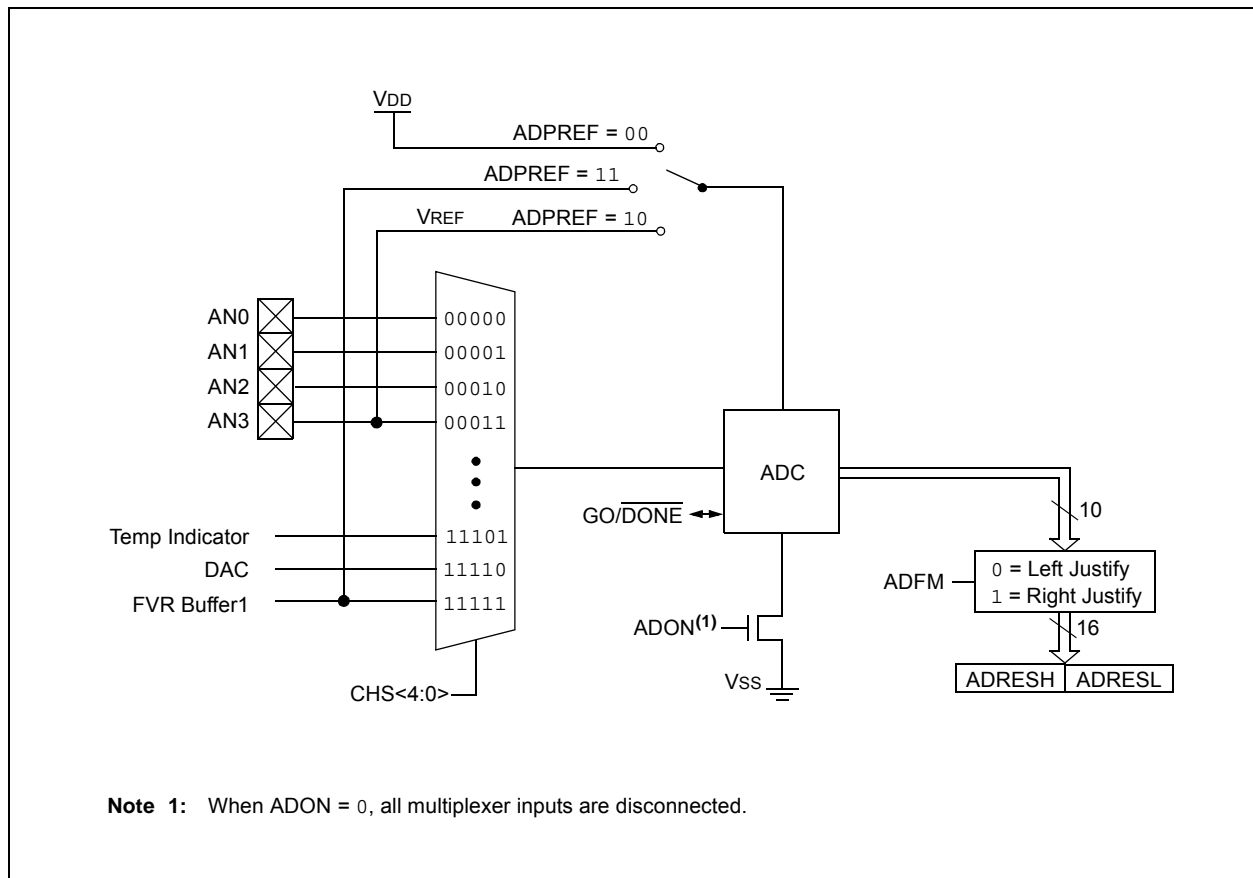 VDD
ADPREF = 00
ADPREF = 11
VREF ADPREF = 10
AN0
AN1
AN2
AN3
00000
00001
00010
00011
Temp Indicator
DAC
FVR Buffer1
11101
11110
11111
CHS<4:0>
ADC
GO/DONE
ADON(1)
VSS
10
ADFM
0 = Left Justify
1 = Right Justify
16
ADRESH ADRESL
Note 1: When ADON = 0, all multiplexer inputs are disconnected.